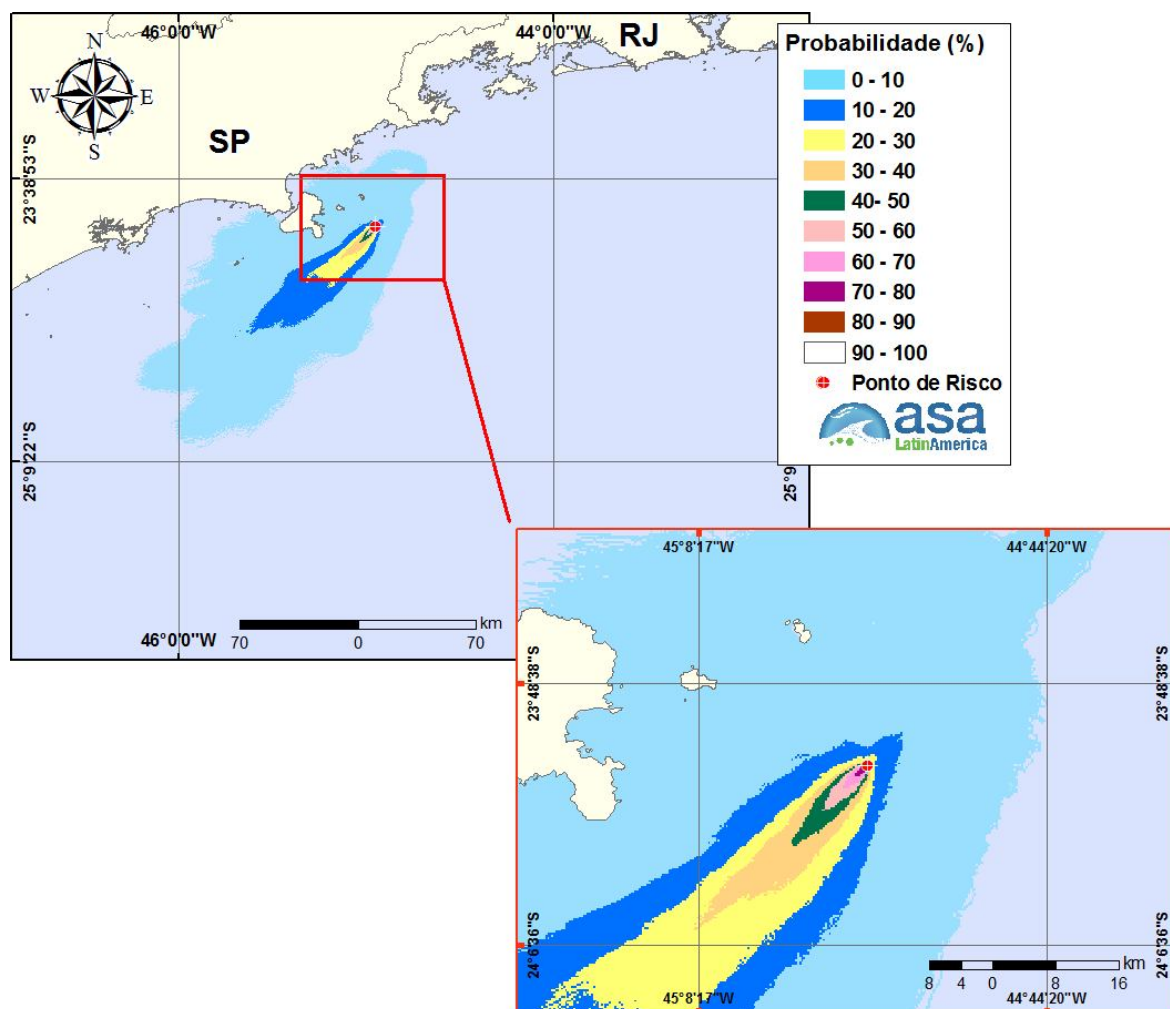 46°0'0"W
44°0'0"W
RJ
N
W
E
S
SP
23°38'53"S
25°9'22"S
25°9
46°0'0"W
70
0
70
km
Probabilidade (%)
0 - 10
10 - 20
20 - 30
30 - 40
40- 50
50 - 60
60 - 70
70 - 80
80 - 90
90 - 100
Ponto de Risco
asa
LatinAmerica
45°8'17"W
44°44'20"W
23°48'38"S
23°48'38"S
24°6'36"S
24°6'36"S
8 4 0 8 16
km
45°8'17"W
44°44'20"W